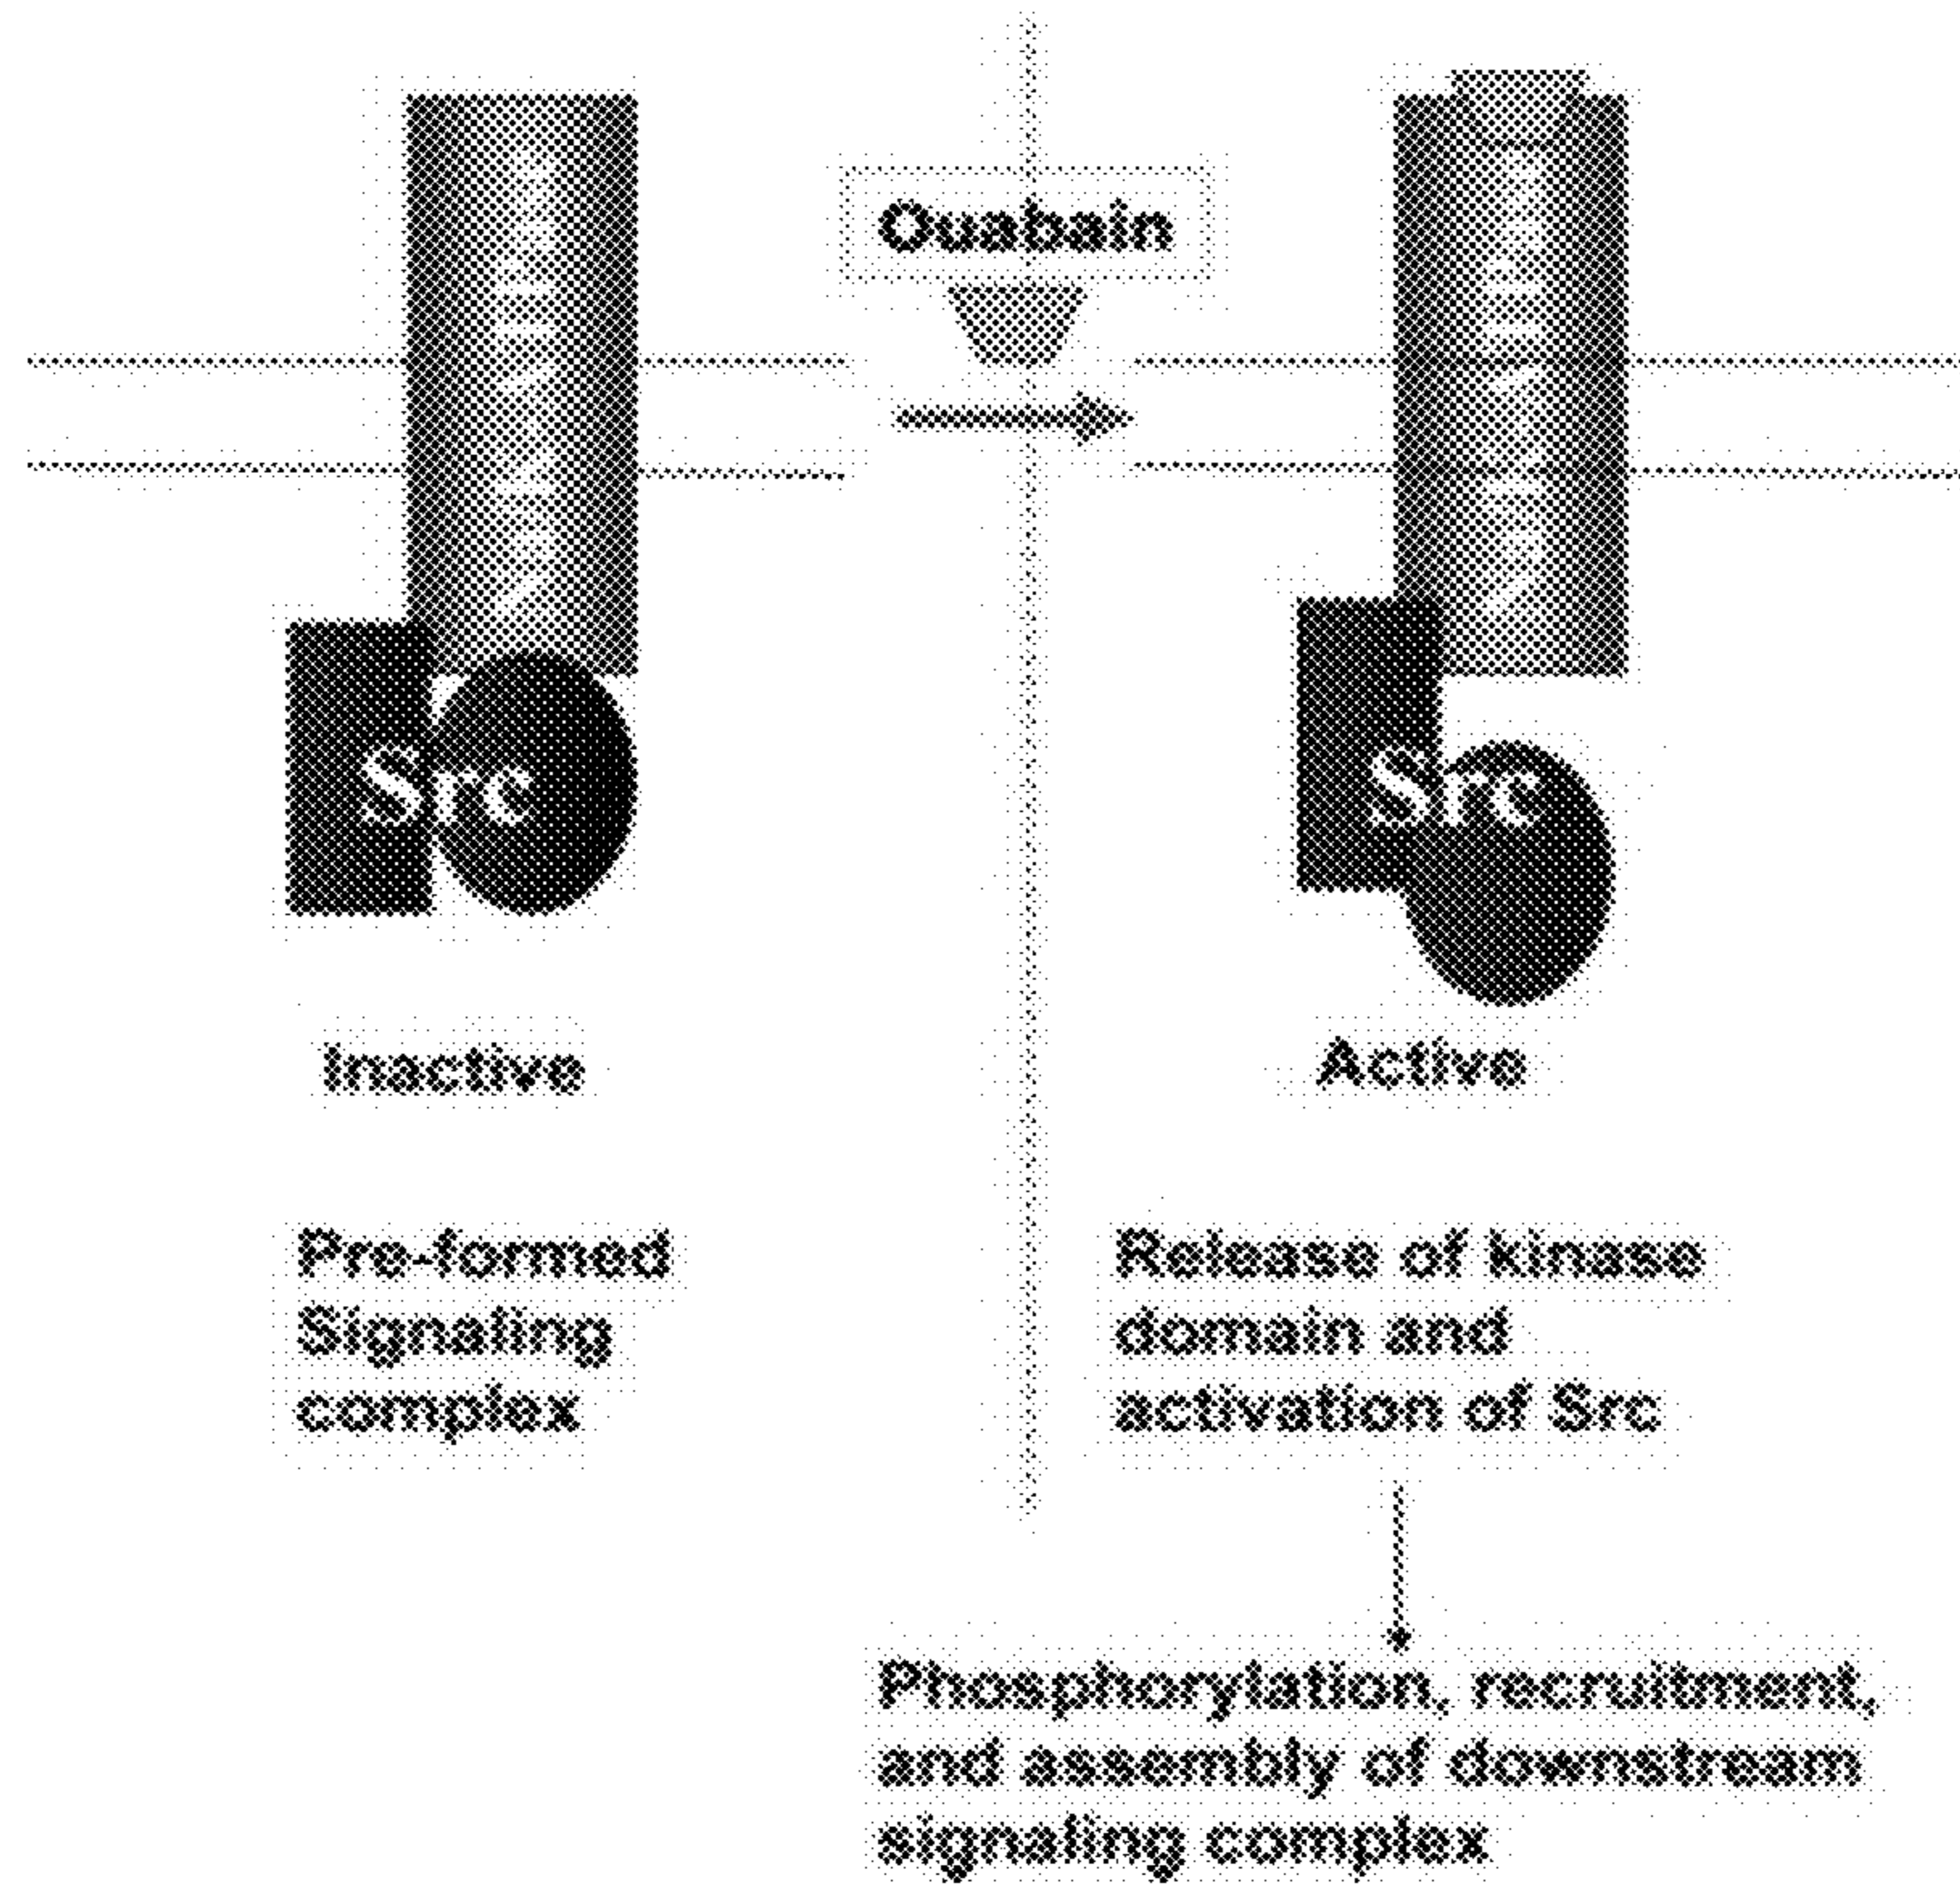 Ouabain
Src
Src
Inactive
Active
Pre-formed
Signaling
complex
Release of kinase
domain and
activation of Src
Phosphorylation, recruitment,
and assembly of downstream
signaling complex